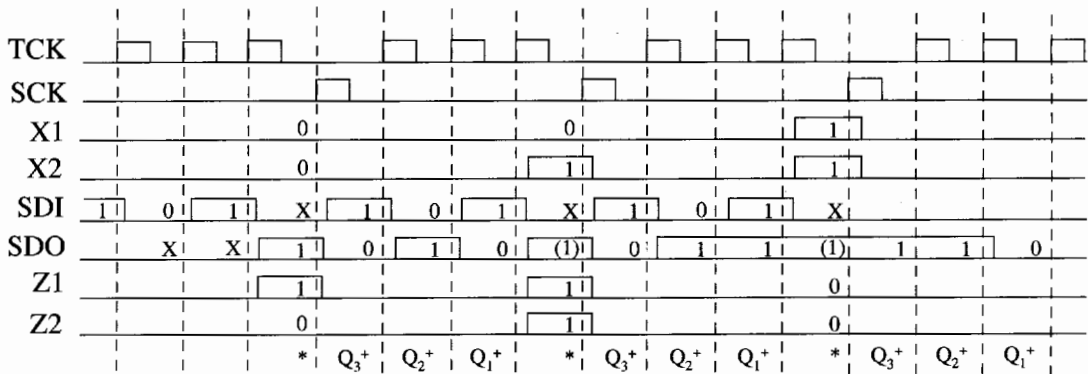 TCK
SCK
X1 0 0 1
X2 0 1 1
SDI 1 0 1 X 1 0 1 X 1 0 1 X
SDO X X 1 0 1 0 (1) 0 1 1 (1) 1 1 0
Z1 1 1 0
Z2 0 1 0
* Q₃⁺ Q₂⁺ Q₁⁺ * Q₃⁺ Q₂⁺ Q₁⁺ * Q₃⁺ Q₂⁺ Q₁⁺